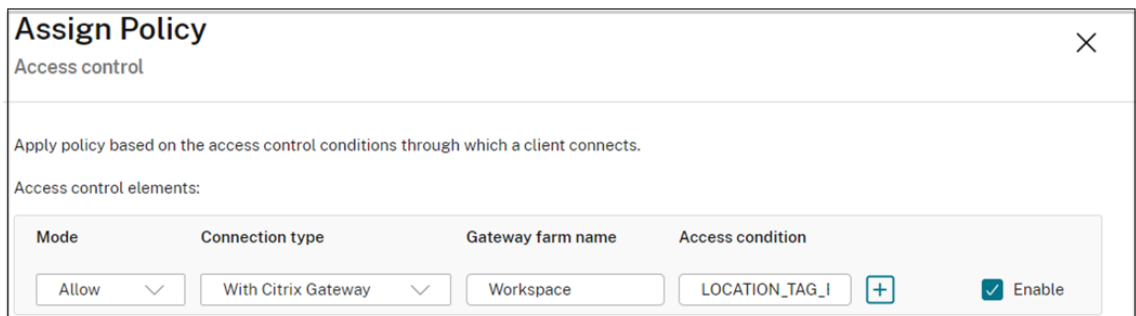 Assign Policy
Access control
Apply policy based on the access control conditions through which a client connects.
Access control elements:
Mode Connection type Gateway farm name Access condition
Allow With Citrix Gateway Workspace LOCATION_TAG_ Enable